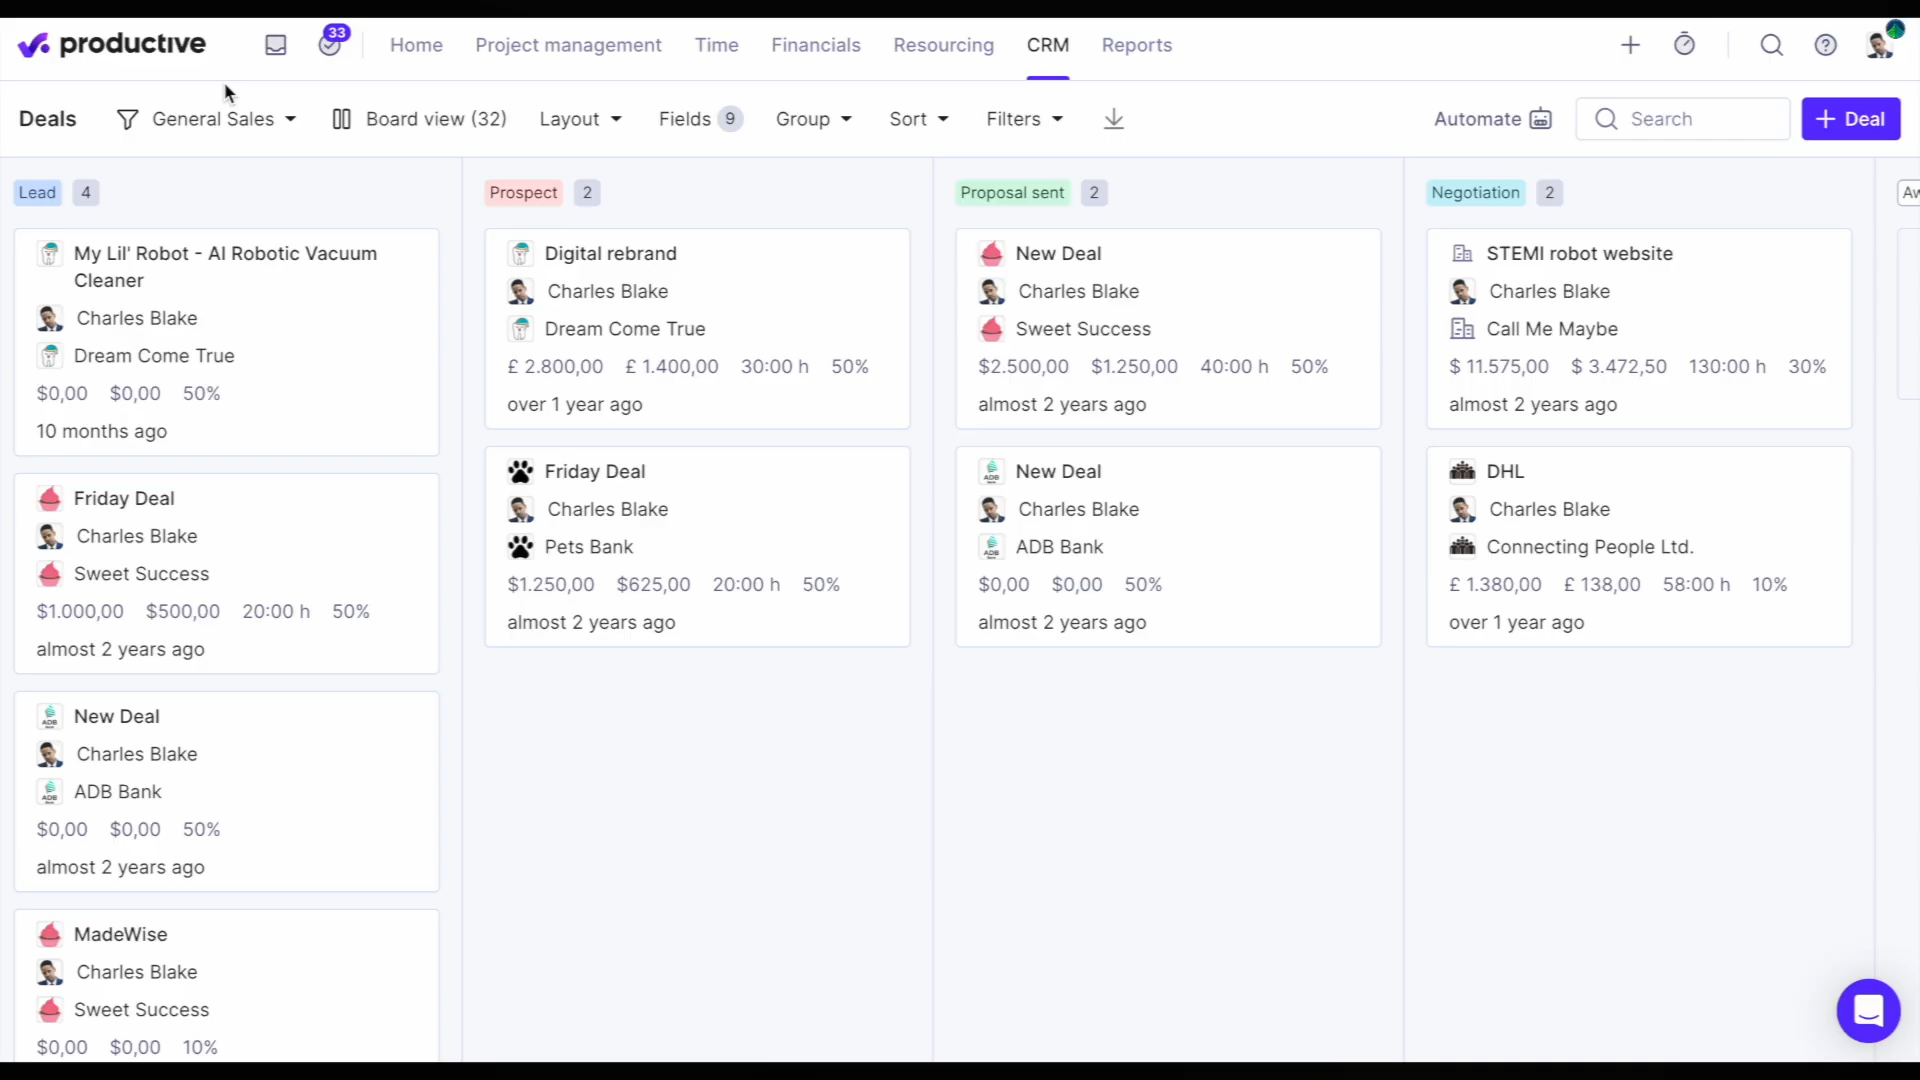 productive
33
Home
Project management
Time
Financials
Resourcing
CRM
Reports
Deals
General Sales
Board view (32)
Layout
Fields 9
Group
Sort
Filters
Automate
Search
+ Deal
Lead 4
My Lil' Robot - AI Robotic Vacuum
Cleaner
Charles Blake
Dream Come True
$0,00 $0,00 50%
10 months ago
Friday Deal
Charles Blake
Sweet Success
$1.000,00 $500,00 20:00 h 50%
almost 2 years ago
ADB New Deal
Charles Blake
ADB ADB Bank
$0,00 $0,00 50%
almost 2 years ago
MadeWise
Charles Blake
Sweet Success
$0,00 $0,00 10%
Prospect 2
Digital rebrand
Charles Blake
Dream Come True
£ 2.800,00 £ 1.400,00 30:00 h 50%
over 1 year ago
Friday Deal
Charles Blake
Pets Bank
$1.250,00 $625,00 20:00 h 50%
almost 2 years ago
Proposal sent 2
New Deal
Charles Blake
Sweet Success
$2.500,00 $1.250,00 40:00 h 50%
almost 2 years ago
ADB New Deal
Charles Blake
ADB ADB Bank
$0,00 $0,00 50%
almost 2 years ago
Negotiation 2
STEMI robot website
Charles Blake
Call Me Maybe
$ 11.575,00 $ 3.472,50 130:00 h 30%
almost 2 years ago
DHL
Charles Blake
Connecting People Ltd.
£ 1.380,00 £ 138,00 58:00 h 10%
over 1 year ago